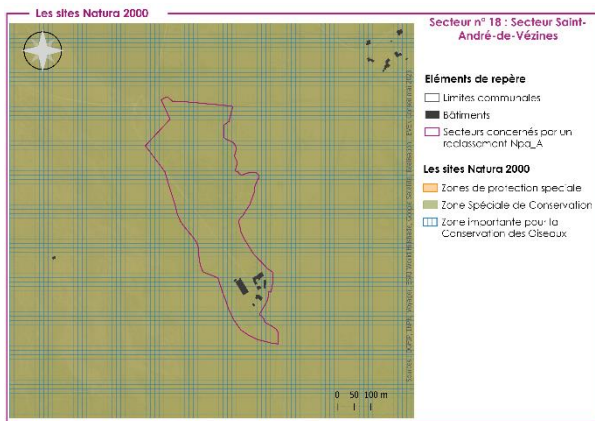 Les sites Natura 2000
Secteur n° 18 : Secteur Saint-
André-de-Vézines
Eléments de repère
Limites communales
Bâtiments
Secteurs concernés par un
reclassement Npa_A
Les sites Natura 2000
Zones de protection speciale
Zone Spéciale de Conservation
Zone importante pour la
Conservation des Oiseaux
0 50 100 m